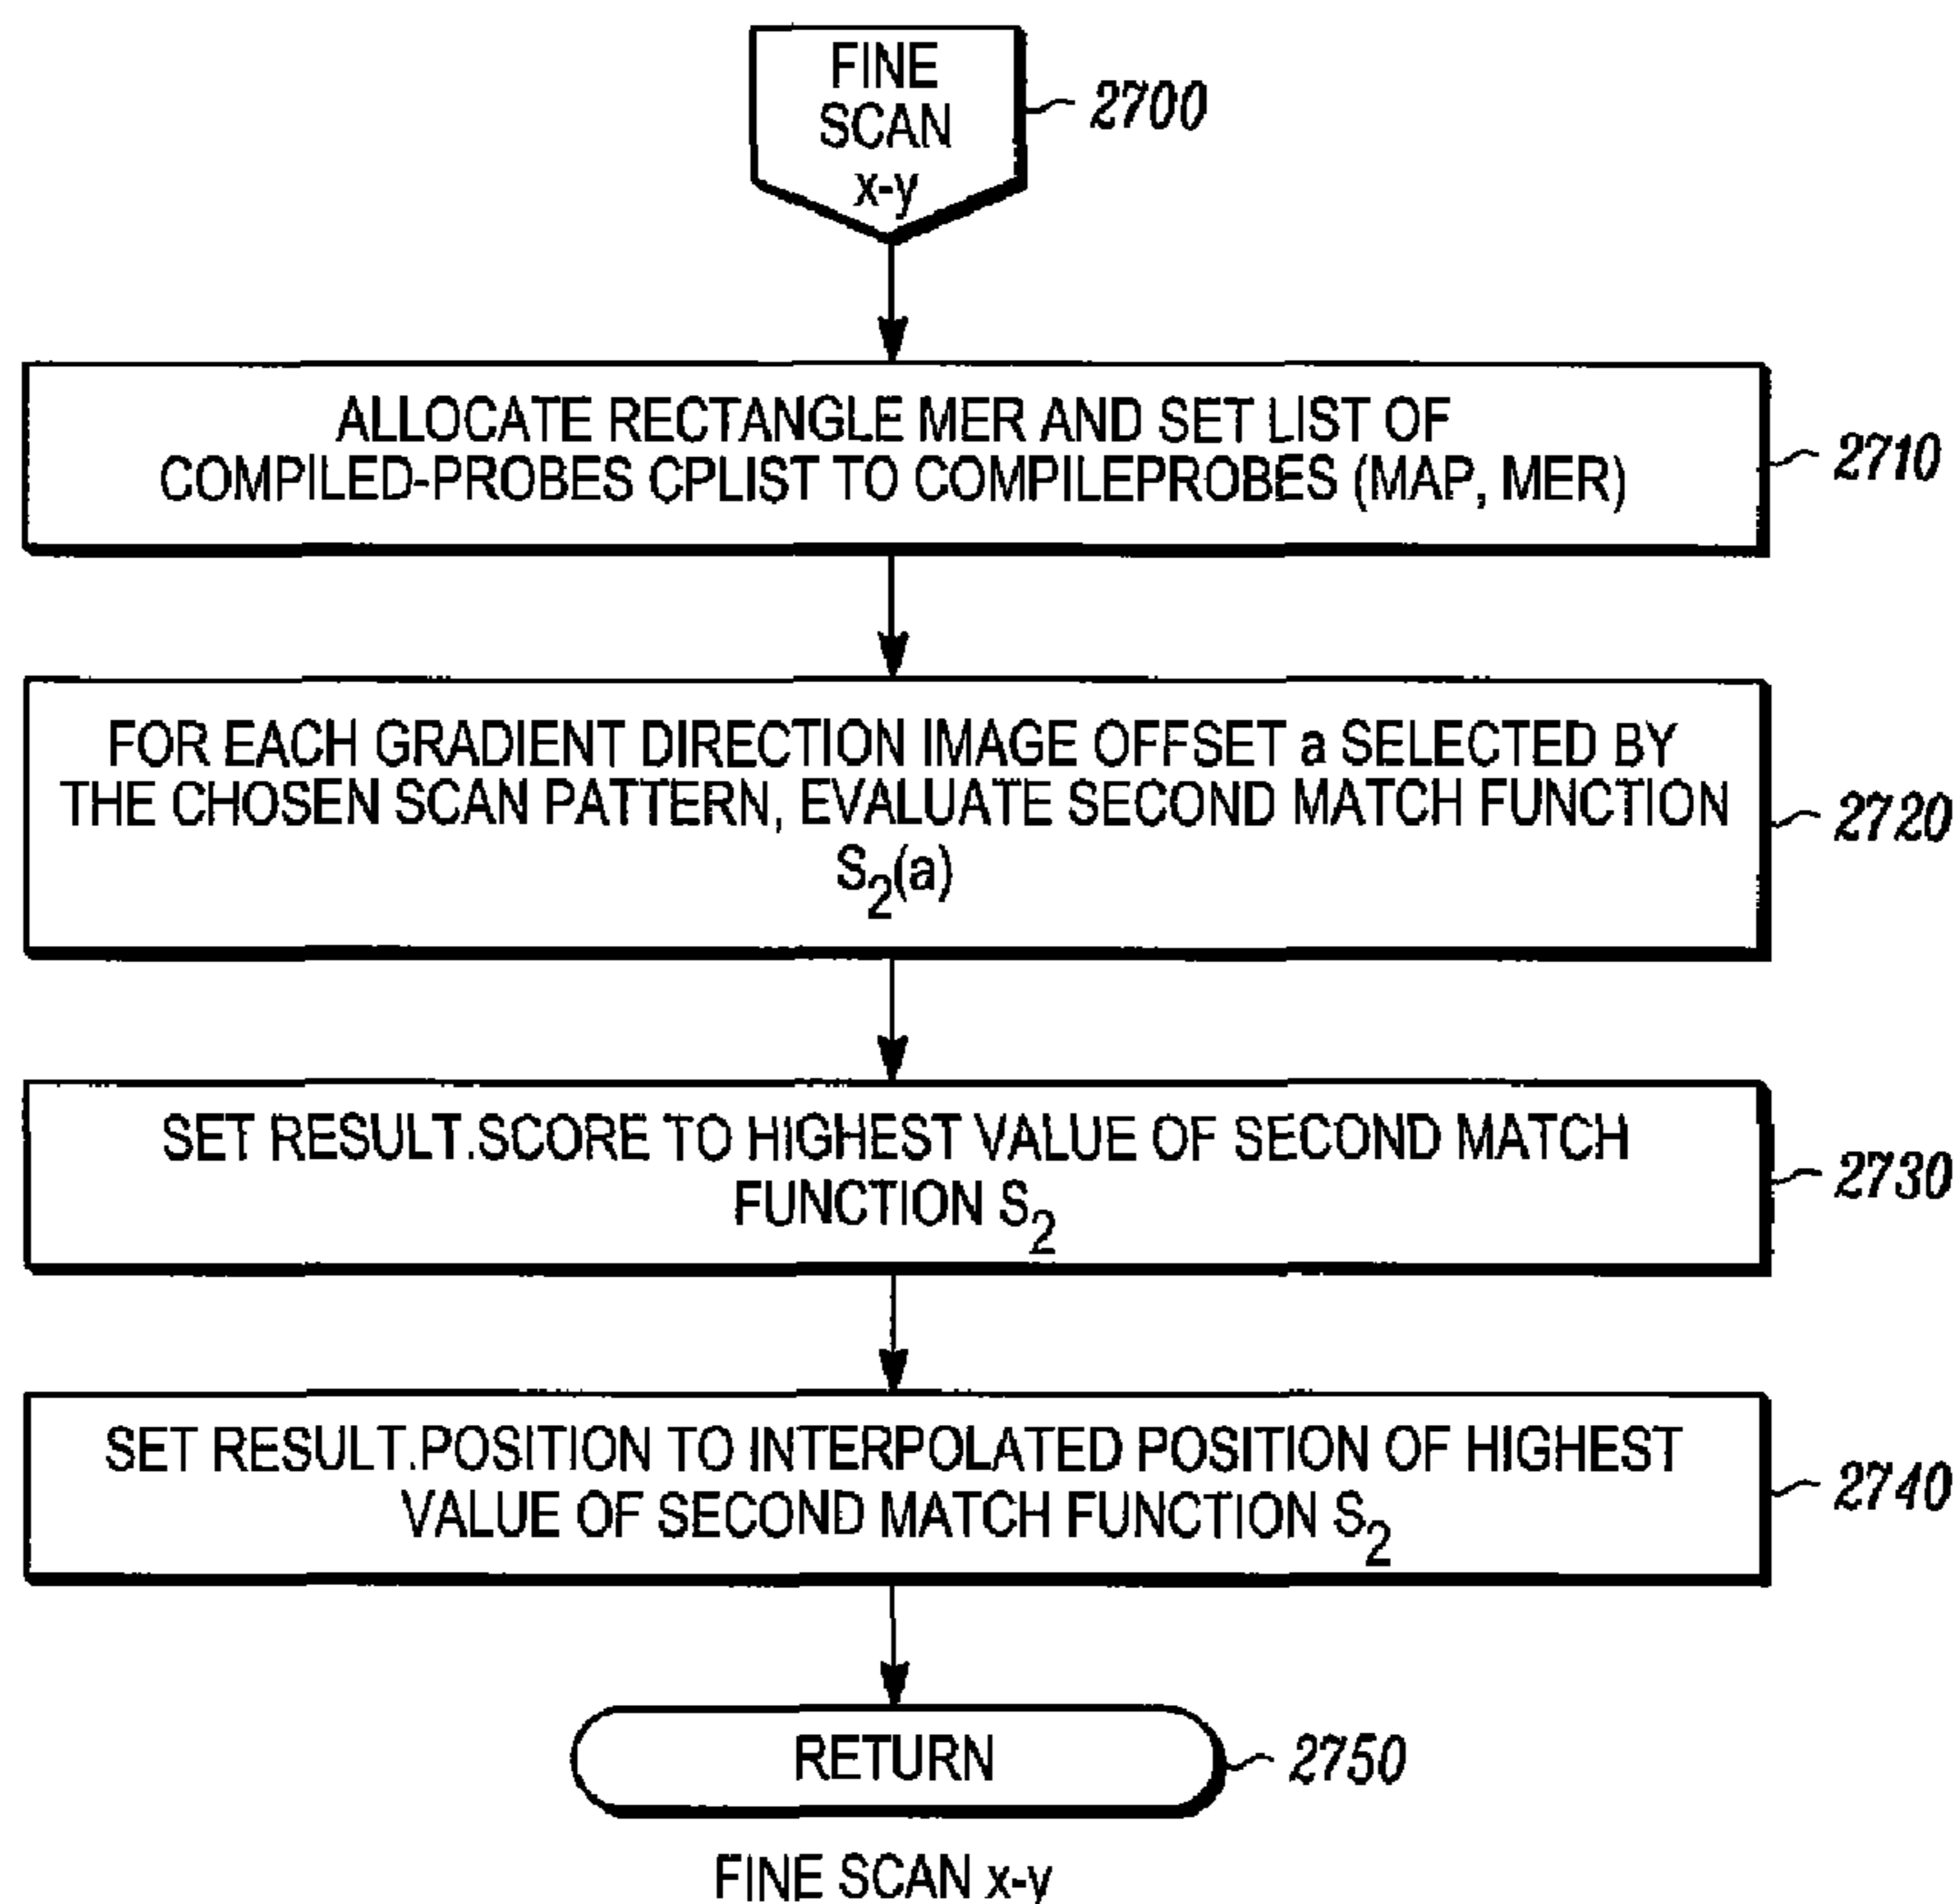 FINE
SCAN
x-y
2700
ALLOCATE RECTANGLE MER AND SET LIST OF
COMPILED-PROBES CPLIST TO COMPILEPROBES (MAP, MER)
2710
FOR EACH GRADIENT DIRECTION IMAGE OFFSET a SELECTED BY
THE CHOSEN SCAN PATTERN, EVALUATE SECOND MATCH FUNCTION
S₂(a)
2720
SET RESULT.SCORE TO HIGHEST VALUE OF SECOND MATCH
FUNCTION S₂
2730
SET RESULT.POSITION TO INTERPOLATED POSITION OF HIGHEST
VALUE OF SECOND MATCH FUNCTION S₂
2740
RETURN
2750
FINE SCAN x-y